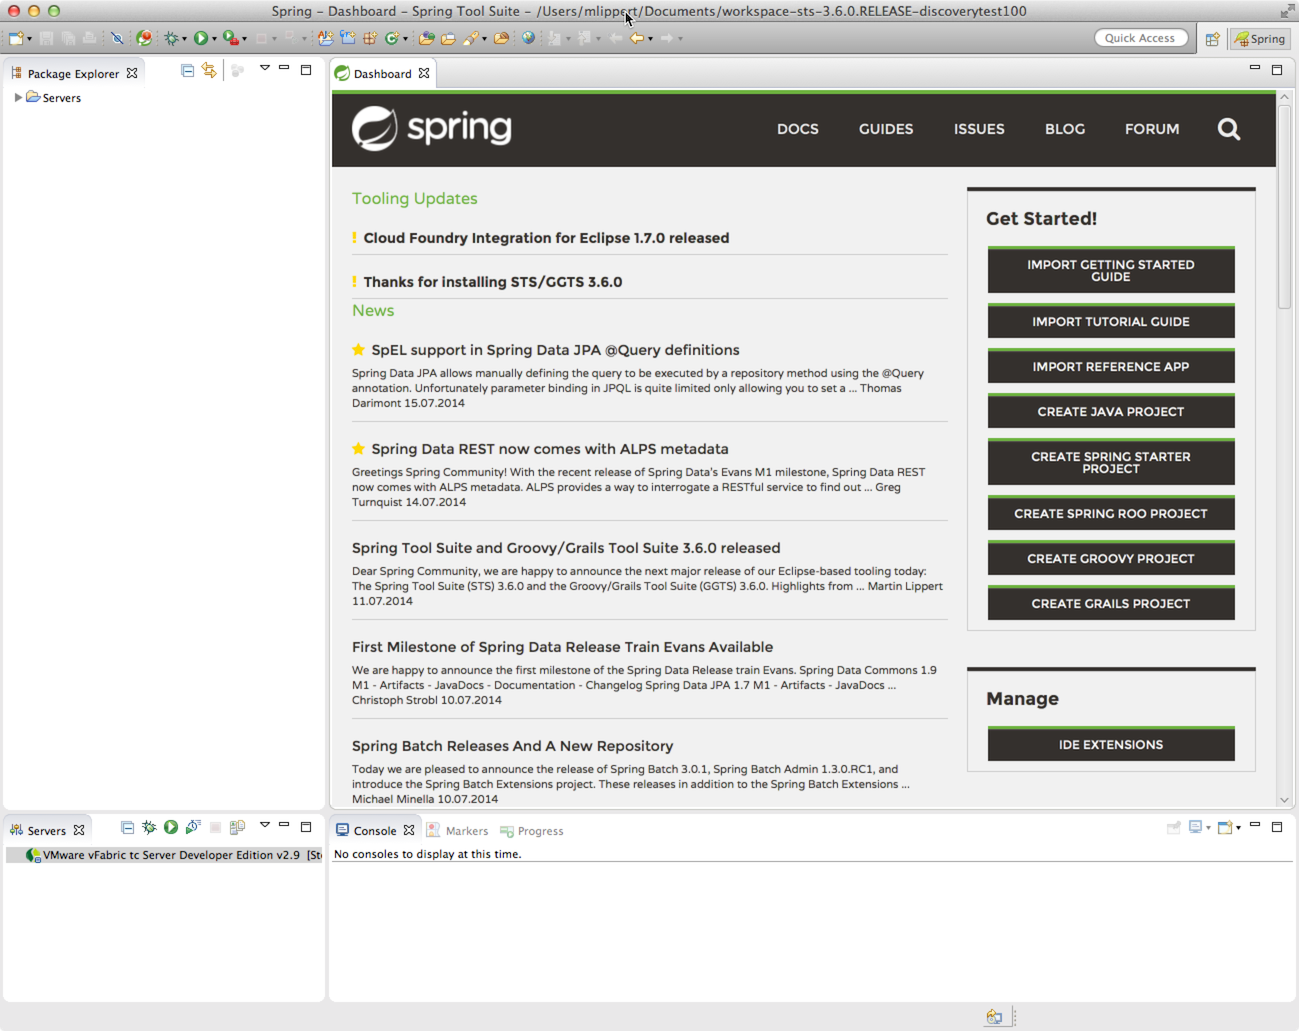 Spring – Dashboard – Spring Tool Suite – /Users/mlippert/Documents/workspace-sts-3.6.0.RELEASE-discoverytest100
Quick Access
Spring
Package Explorer
Servers
Dashboard
spring
DOCS
GUIDES
ISSUES
BLOG
FORUM
Tooling Updates
! Cloud Foundry Integration for Eclipse 1.7.0 released
! Thanks for installing STS/GGTS 3.6.0
News
SpEL support in Spring Data JPA @Query definitions
Spring Data JPA allows manually defining the query to be executed by a repository method using the @Query
annotation. Unfortunately parameter binding in JPQL is quite limited only allowing you to set a ... Thomas
Darimont 15.07.2014
Spring Data REST now comes with ALPS metadata
Greetings Spring Community! With the recent release of Spring Data's Evans M1 milestone, Spring Data REST
now comes with ALPS metadata. ALPS provides a way to interrogate a RESTful service to find out ... Greg
Turnquist 14.07.2014
Spring Tool Suite and Groovy/Grails Tool Suite 3.6.0 released
Dear Spring Community, we are happy to announce the next major release of our Eclipse-based tooling today:
The Spring Tool Suite (STS) 3.6.0 and the Groovy/Grails Tool Suite (GGTS) 3.6.0. Highlights from ... Martin Lippert
11.07.2014
First Milestone of Spring Data Release Train Evans Available
We are happy to announce the first milestone of the Spring Data Release train Evans. Spring Data Commons 1.9
M1 - Artifacts - JavaDocs - Documentation - Changelog Spring Data JPA 1.7 M1 - Artifacts - JavaDocs ...
Christoph Strobl 10.07.2014
Spring Batch Releases And A New Repository
Today we are pleased to announce the release of Spring Batch 3.0.1, Spring Batch Admin 1.3.0.RC1, and
introduce the Spring Batch Extensions project. These releases in addition to the Spring Batch Extensions ...
Michael Minella 10.07.2014
Get Started!
IMPORT GETTING STARTED
GUIDE
IMPORT TUTORIAL GUIDE
IMPORT REFERENCE APP
CREATE JAVA PROJECT
CREATE SPRING STARTER
PROJECT
CREATE SPRING ROO PROJECT
CREATE GROOVY PROJECT
CREATE GRAILS PROJECT
Manage
IDE EXTENSIONS
Servers
VMware vFabric tc Server Developer Edition v2.9 [St
Console
Markers
Progress
No consoles to display at this time.